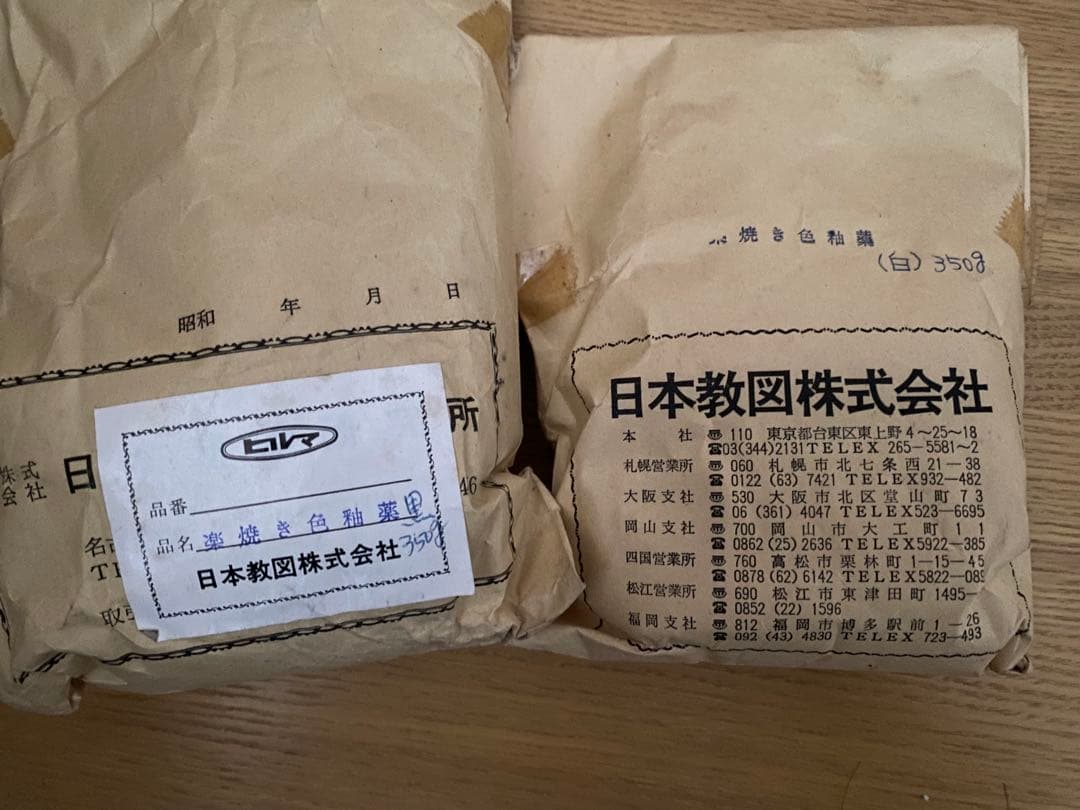 昭和 年 月 日
株式
会社
日
所
46
名古
TE
取引
ヒルマ
品番
品名 楽焼き色釉薬黒
350g
日本教図株式会社
楽焼き色釉薬
(白) 350g
日本教図株式会社
本社 〠 110 東京都台東区東上野4〜25〜18
☎03(344)2131TELEX 265-5581〜2
札幌営業所 〠 060 札幌市北七条西21-38
☎ 0122 (63) 7421 TELEX932-482
大阪支社 〠 530 大阪市北区堂山町73
☎ 06 (361) 4047 TELEX523-6695
岡山支社 〠 700 岡山市大工町11
☎ 0862(25)2636 TELEX5922-385
四国営業所 〠 760 高松市栗林町1-15-45
☎ 0878 (62) 6142 TELEX5822-089
松江営業所 〠 690 松江市東津田町1495-
☎ 0852 (22) 1596
福岡支社 〠 812 福岡市博多駅前1-26
☎ 092 (43) 4830 TELEX 723-493